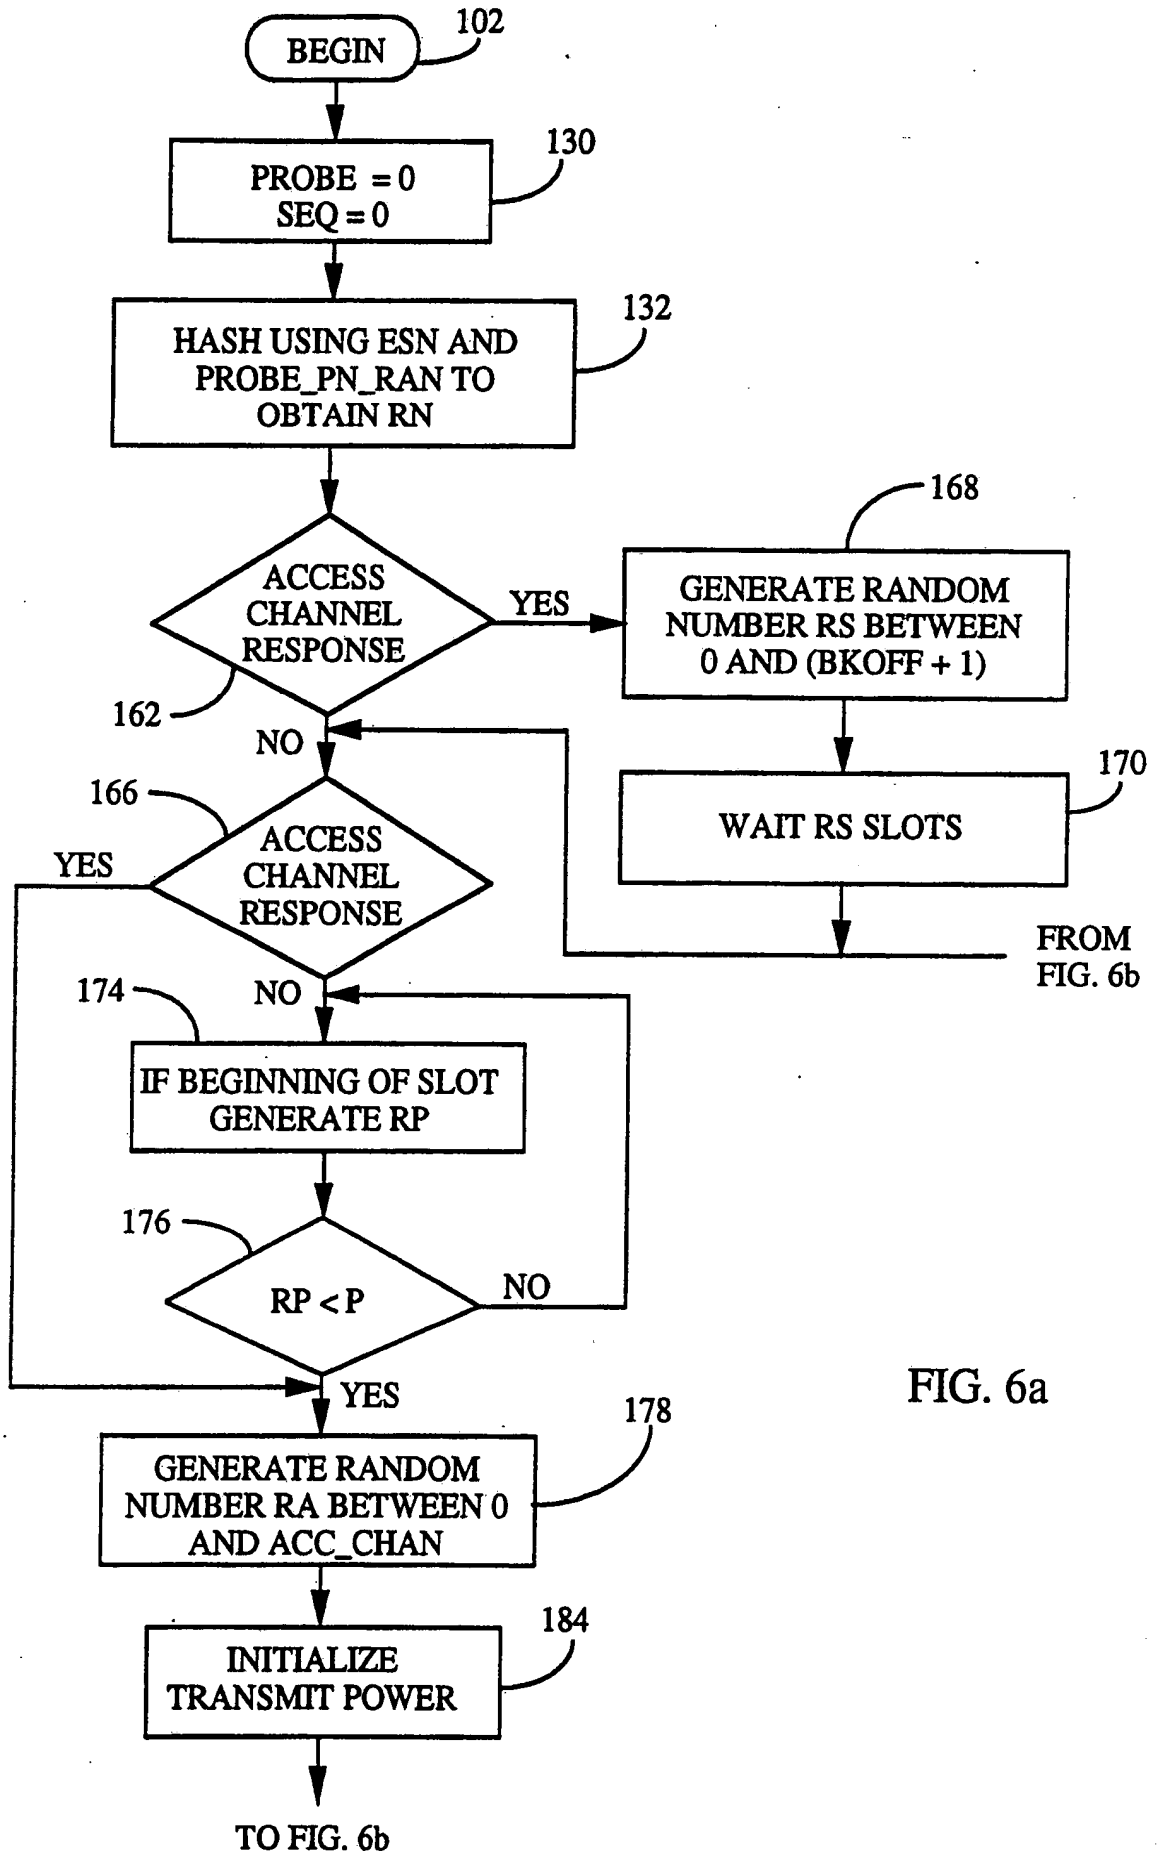 BEGIN
102
PROBE = 0
SEQ = 0
130
HASH USING ESN AND
PROBE_PN_RAN TO
OBTAIN RN
132
ACCESS
CHANNEL
RESPONSE
162
YES
NO
GENERATE RANDOM
NUMBER RS BETWEEN
0 AND (BKOFF + 1)
168
WAIT RS SLOTS
170
FROM
FIG. 6b
166
ACCESS
CHANNEL
RESPONSE
YES
NO
174
IF BEGINNING OF SLOT
GENERATE RP
176
RP < P
NO
YES
GENERATE RANDOM
NUMBER RA BETWEEN 0
AND ACC_CHAN
178
INITIALIZE
TRANSMIT POWER
184
TO FIG. 6b
FIG. 6a